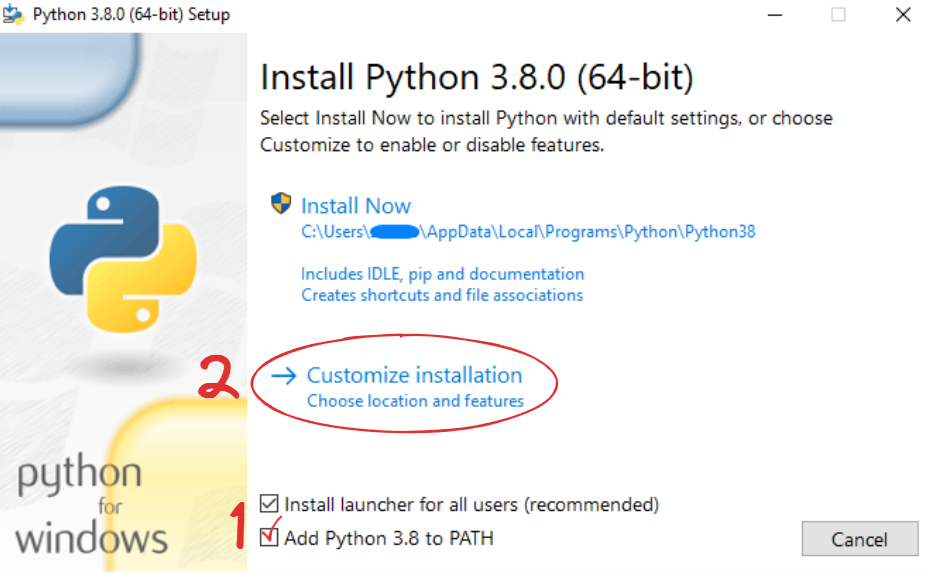 Python 3.8.0 (64-bit) Setup
Install Python 3.8.0 (64-bit)
Select Install Now to install Python with default settings, or choose
Customize to enable or disable features.
Install Now
C:\Users\ \AppData\Local\Programs\Python\Python38
Includes IDLE, pip and documentation
Creates shortcuts and file associations
2
Customize installation
Choose location and features
python
for
windows
1
Install launcher for all users (recommended)
Add Python 3.8 to PATH
Cancel